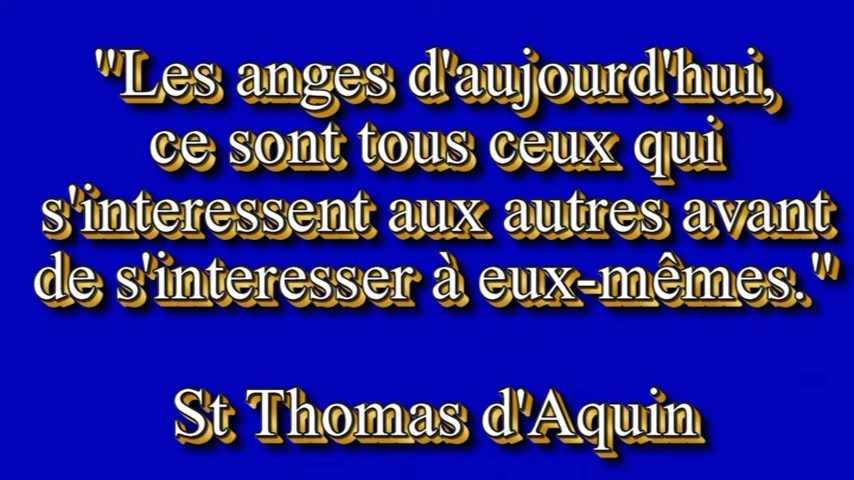 "Les anges d'aujourd'hui,
ce sont tous ceux qui
s'interessent aux autres avant
de s'interesser à eux-mêmes."
St Thomas d'Aquin